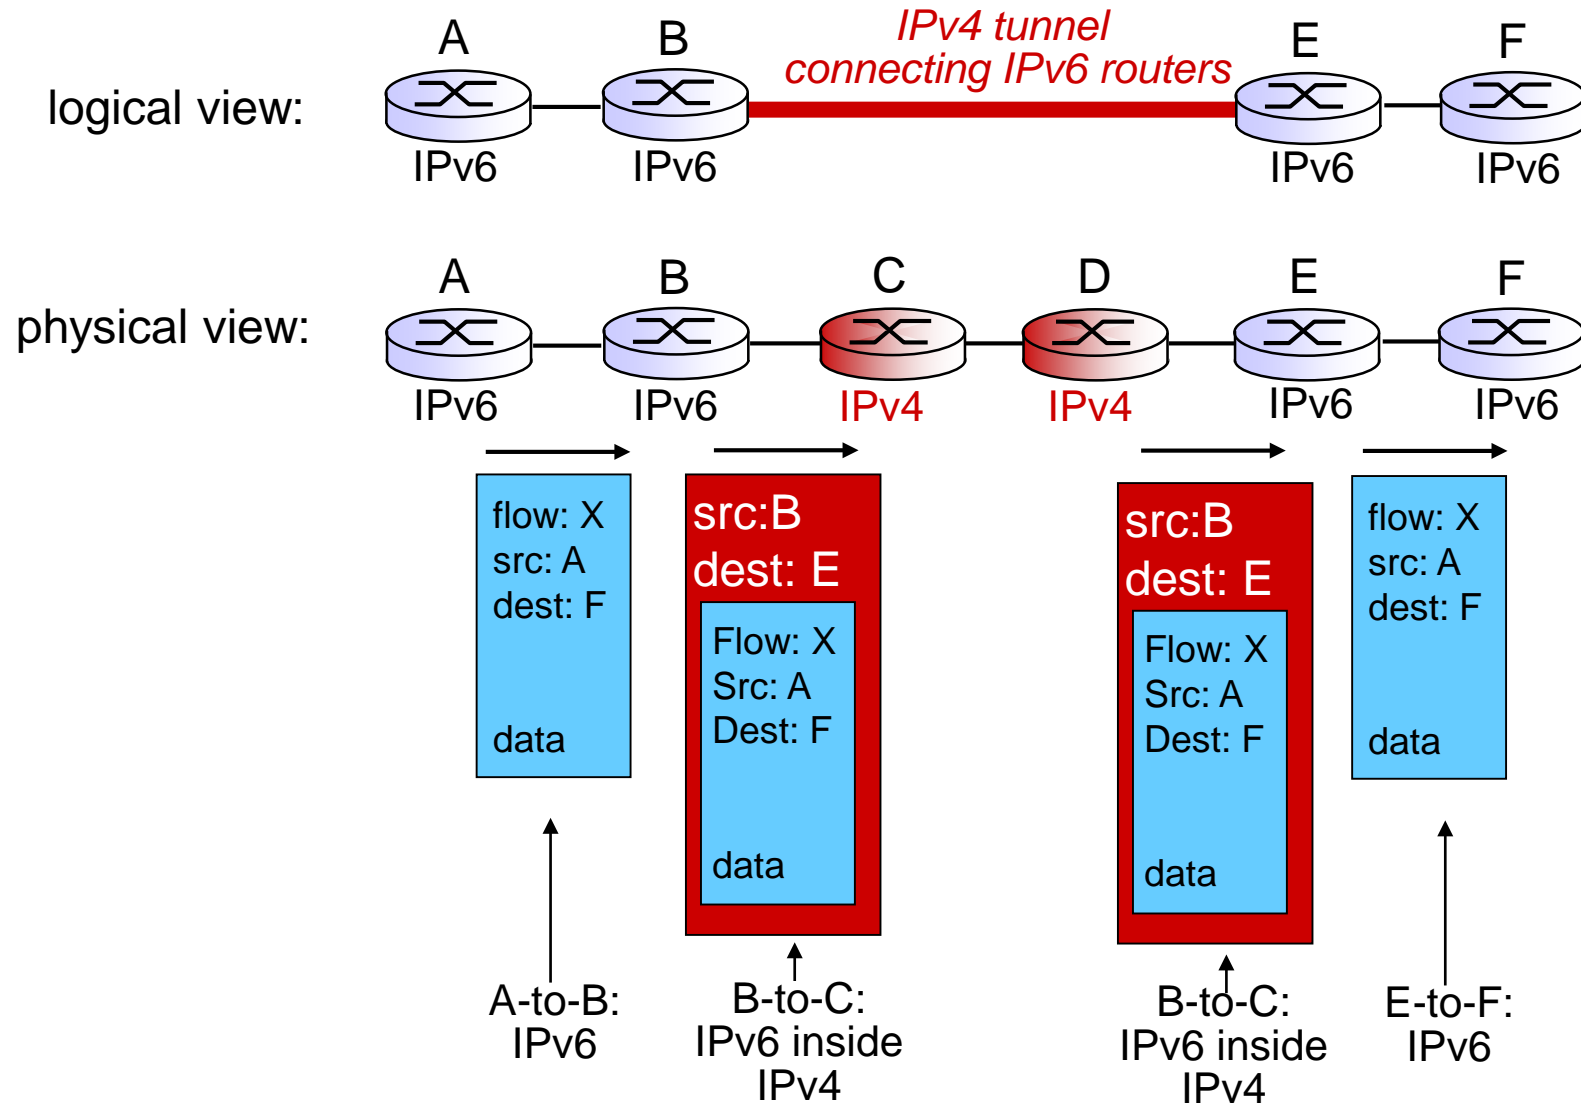 A
B
IPv4 tunnel
connecting IPv6 routers
E
F
logical view:
IPv6
IPv6
IPv6
IPv6
A
B
C
D
E
F
physical view:
IPv6
IPv6
IPv4
IPv4
IPv6
IPv6
flow: X
src: A
dest: F
data
src:B
dest: E
Flow: X
Src: A
Dest: F
data
src:B
dest: E
Flow: X
Src: A
Dest: F
data
flow: X
src: A
dest: F
data
A-to-B:
IPv6
B-to-C:
IPv6 inside
IPv4
B-to-C:
IPv6 inside
IPv4
E-to-F:
IPv6